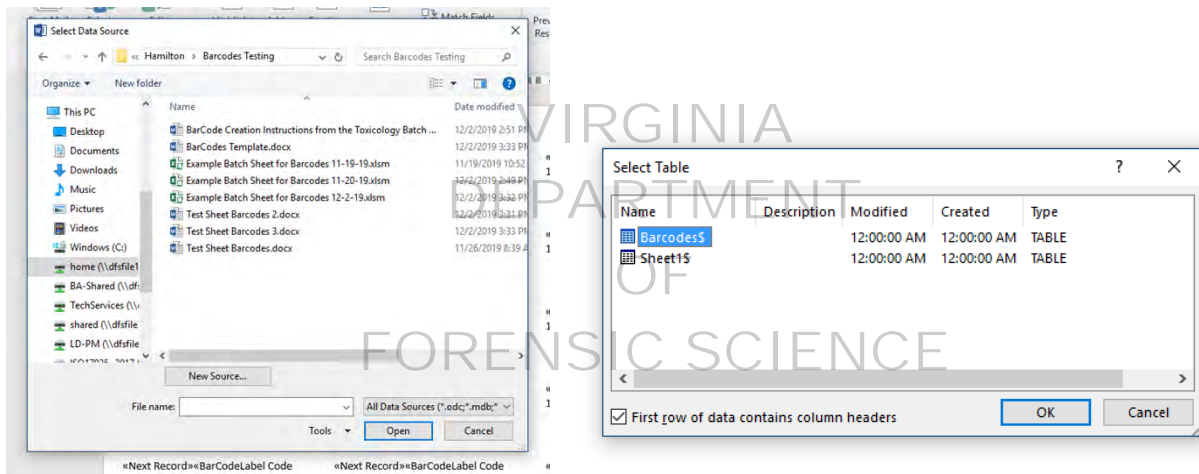 Match Fields
Select Data Source
« Hamilton › Barcodes Testing
Search Barcodes Testing
Organize
New folder
This PC
Desktop
Documents
Downloads
Music
Pictures
Videos
Windows (C:)
home (\\dfsfile1
BA-Shared (\\df
TechServices (\\
shared (\\dfsfile
LD-PM (\\dfsfile
Name
Date modified
BarCode Creation Instructions from the Toxicology Batch ...
12/2/2019 2:51 PM
BarCodes Template.docx
12/2/2019 3:33 PM
Example Batch Sheet for Barcodes 11-19-19.xlsm
11/19/2019 10:52
Example Batch Sheet for Barcodes 11-20-19.xlsm
12/2/2019 2:49 PM
Example Batch Sheet for Barcodes 12-2-19.xlsm
12/2/2019 3:32 PM
Test Sheet Barcodes 2.docx
12/2/2019 3:31 PM
Test Sheet Barcodes 3.docx
12/2/2019 3:33 PM
Test Sheet Barcodes.docx
11/26/2019 8:39 A
New Source...
File name:
All Data Sources (*.odc;*.mdb;*
Tools
Open
Cancel
«Next Record»«BarCodeLabel Code
«Next Record»«BarCodeLabel Code
VIRGINIA
DEPARTMENT
OF
FORENSIC SCIENCE
Select Table
Name
Description
Modified
Created
Type
Barcodes$
12:00:00 AM
12:00:00 AM
TABLE
Sheet1$
12:00:00 AM
12:00:00 AM
TABLE
First row of data contains column headers
OK
Cancel